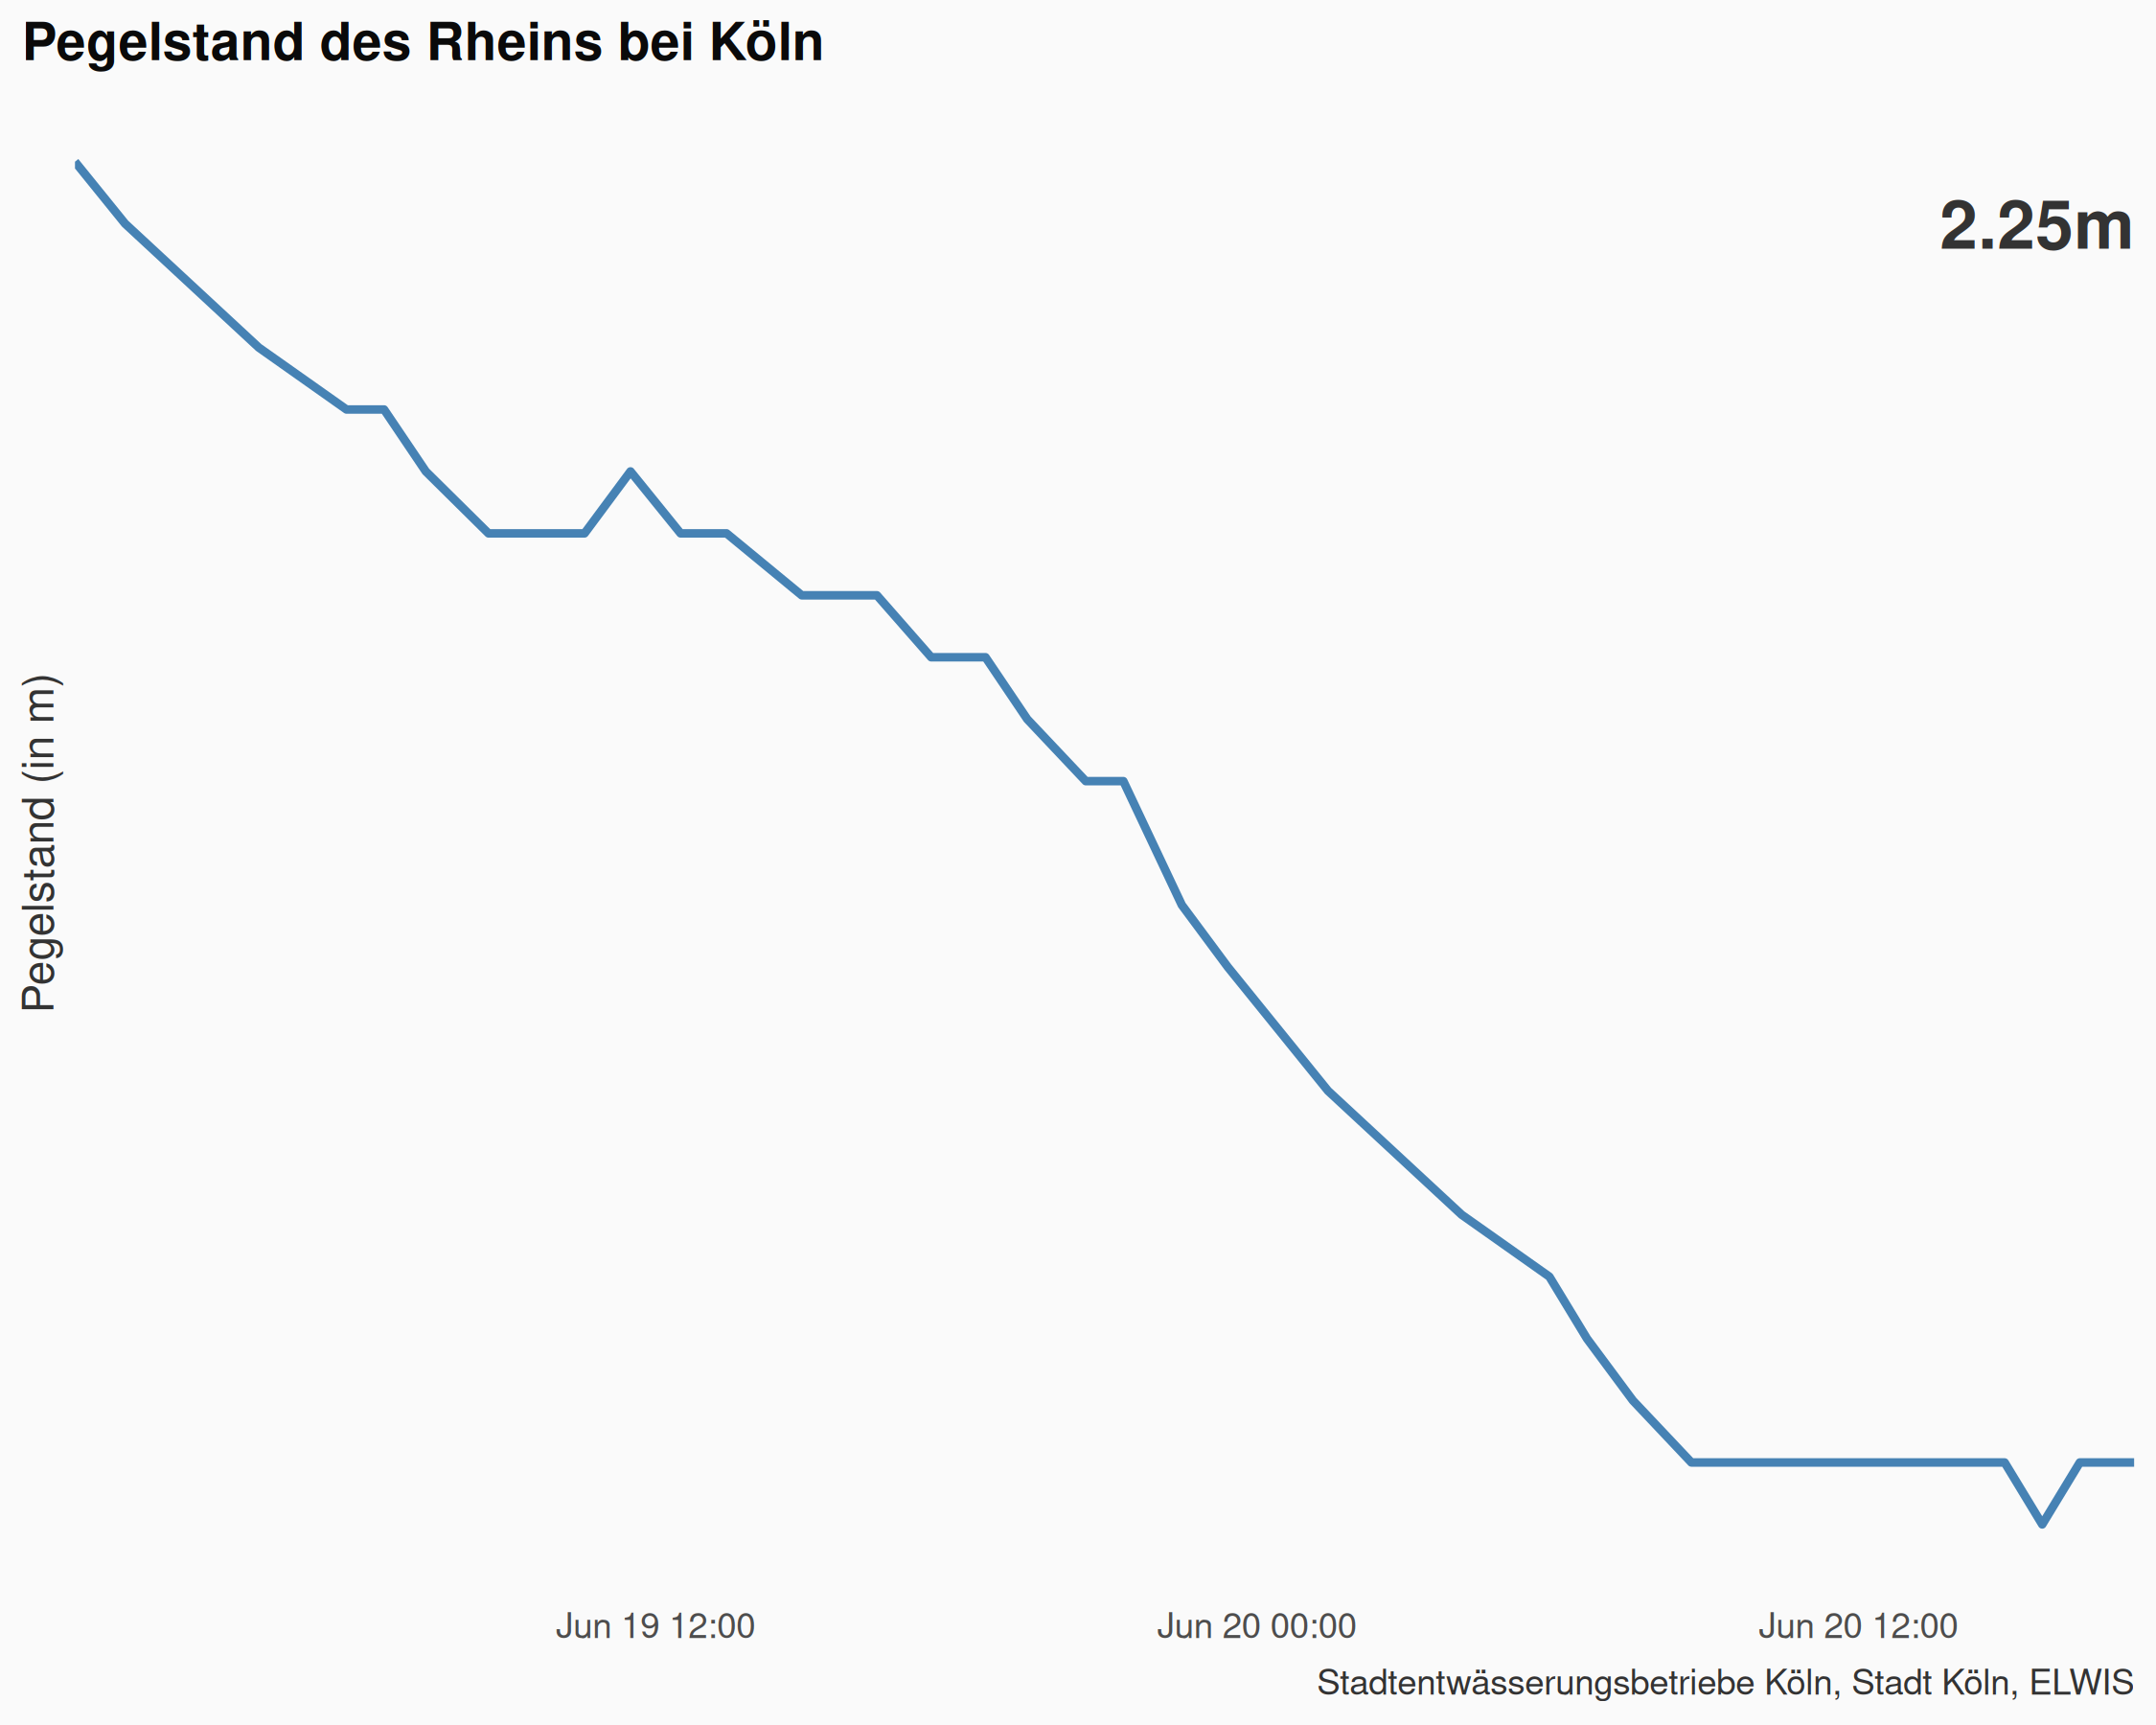 Pegelstand des Rheins bei Köln
2.25m
Pegelstand (in m)
Jun 19 12:00
Jun 20 00:00
Jun 20 12:00
Stadtentwässerungsbetriebe Köln, Stadt Köln, ELWIS